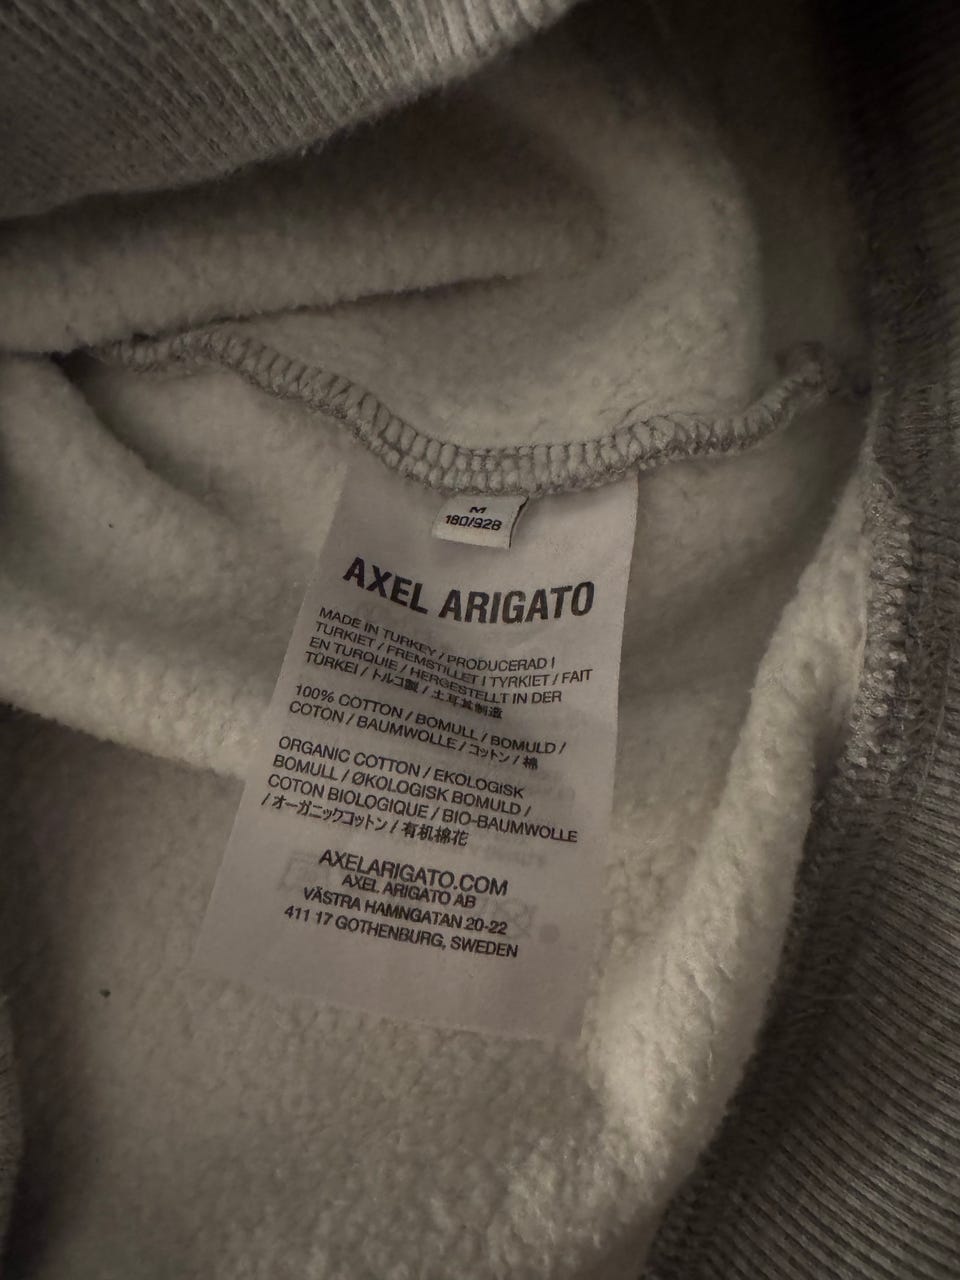 M
180/92B
AXEL ARIGATO
MADE IN TURKEY / PRODUCERAD I
TURKIET / FREMSTILLET I TYRKIET / FAIT
EN TURQUIE / HERGESTELLT IN DER
TÜRKEI / トルコ製 / 土耳其制造
100% COTTON / BOMULL / BOMULD /
COTON / BAUMWOLLE / コットン / 棉
ORGANIC COTTON / EKOLOGISK
BOMULL / ØKOLOGISK BOMULD /
COTON BIOLOGIQUE / BIO-BAUMWOLLE
/ オーガニックコットン / 有机棉花
AXELARIGATO.COM
AXEL ARIGATO AB
VÄSTRA HAMNGATAN 20-22
411 17 GOTHENBURG, SWEDEN